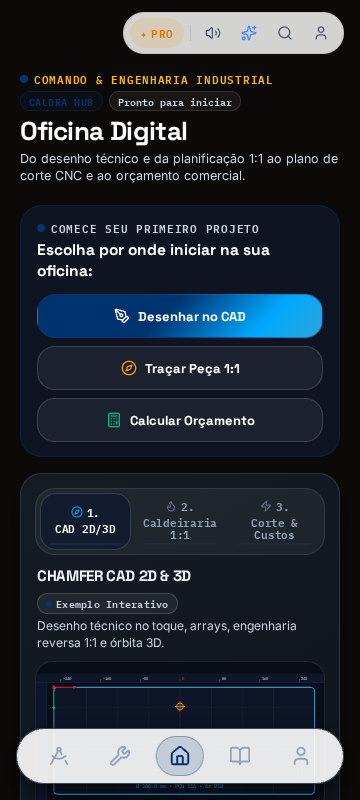 ✦ PRO
COMANDO & ENGENHARIA INDUSTRIAL
CALDRA HUB
Pronto para iniciar
Oficina Digital
Do desenho técnico e da planificação 1:1 ao plano de
corte CNC e ao orçamento comercial.
COMECE SEU PRIMEIRO PROJETO
Escolha por onde iniciar na sua
oficina:
Desenhar no CAD
Traçar Peça 1:1
Calcular Orçamento
1.
CAD 2D/3D
2.
Caldeiraria
1:1
3.
Corte &
Custos
CHAMFER CAD 2D & 3D
Exemplo Interativo
Desenho técnico no toque, arrays, engenharia
reversa 1:1 e órbita 3D.